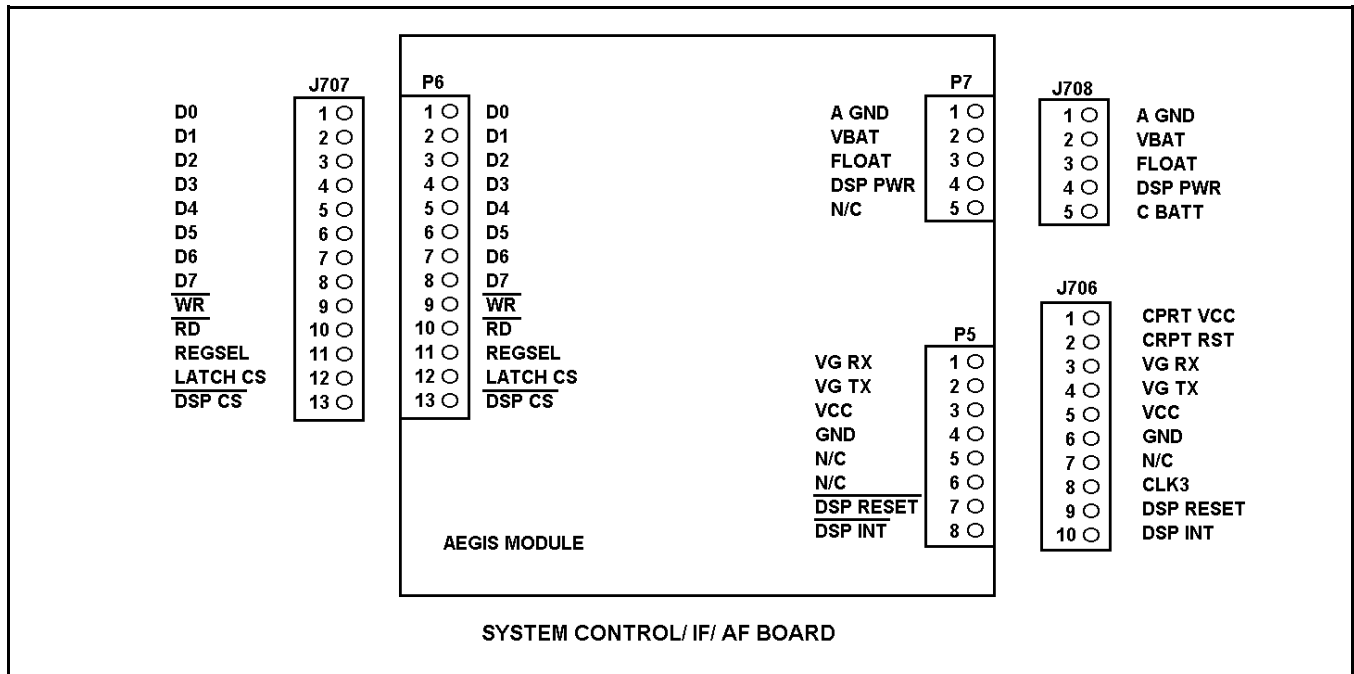 J707
D0 1
D1 2
D2 3
D3 4
D4 5
D5 6
D6 7
D7 8
WR 9
RD 10
REGSEL 11
LATCH CS 12
DSP CS 13
P6
1 D0
2 D1
3 D2
4 D3
5 D4
6 D5
7 D6
8 D7
9 WR
10 RD
11 REGSEL
12 LATCH CS
13 DSP CS
P7
A GND 1
VBAT 2
FLOAT 3
DSP PWR 4
N/C 5
J708
1 A GND
2 VBAT
3 FLOAT
4 DSP PWR
5 C BATT
P5
VG RX 1
VG TX 2
VCC 3
GND 4
N/C 5
N/C 6
DSP RESET 7
DSP INT 8
J706
1 CPRT VCC
2 CRPT RST
3 VG RX
4 VG TX
5 VCC
6 GND
7 N/C
8 CLK3
9 DSP RESET
10 DSP INT
AEGIS MODULE
SYSTEM CONTROL/ IF/ AF BOARD